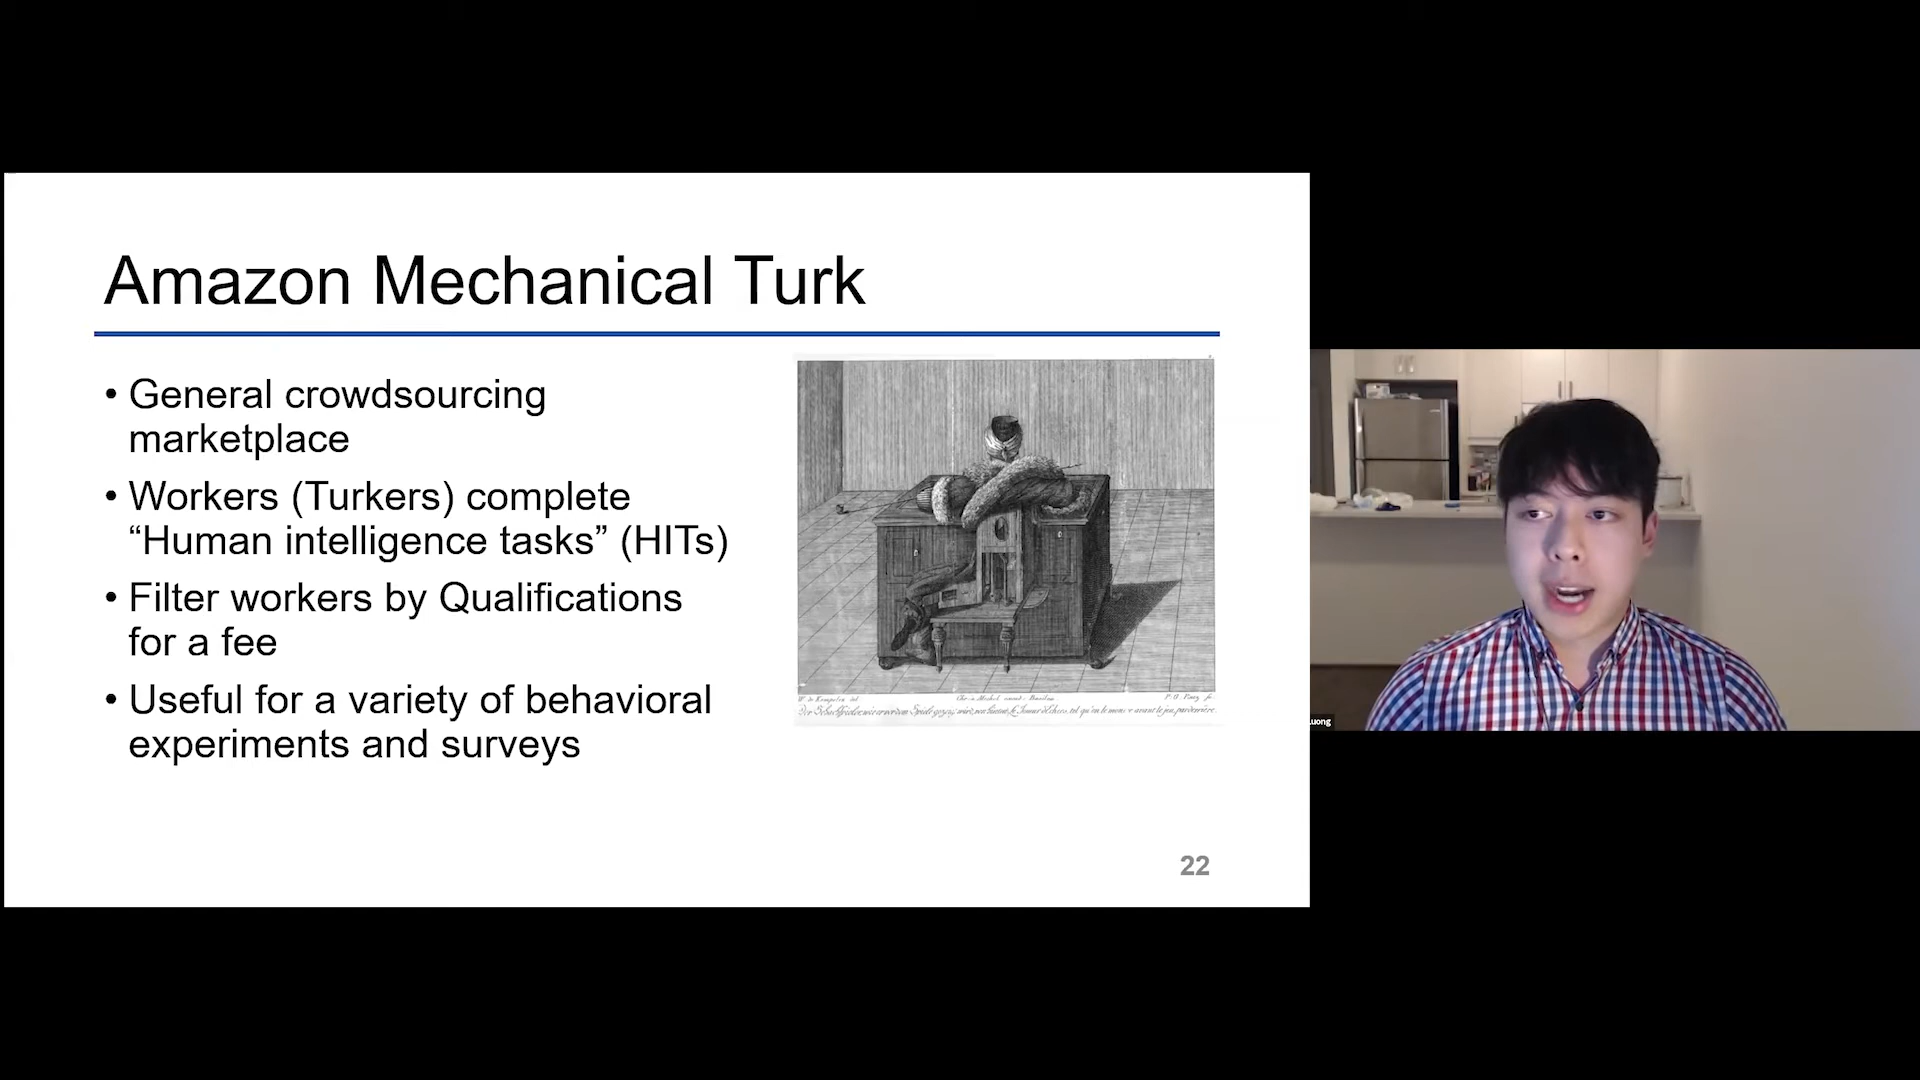 Amazon Mechanical Turk
• General crowdsourcing
marketplace
• Workers (Turkers) complete
“Human intelligence tasks” (HITs)
• Filter workers by Qualifications
for a fee
• Useful for a variety of behavioral
experiments and surveys
22